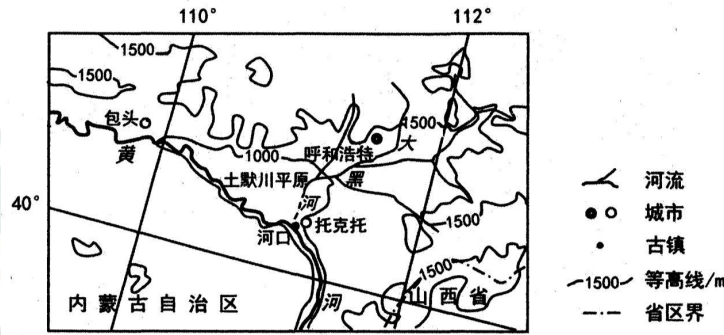 110°
112°
1500
1500
包头
黄
1000
呼和浩特
1500
大
土默川平原
黑
河
40°
河口
托克托
1500
1500
内蒙古自治区
河
山西省
河流
城市
古镇
1500 等高线/m
省区界